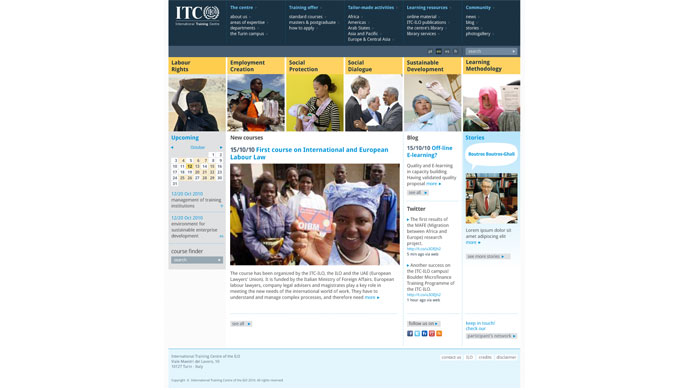 ITC
International Training Centre
The centre
about us
areas of expertise
departments
the Turin campus
Training offer
standard courses
masters & postgraduate
how to apply
Tailor-made activities
Africa
Americas
Arab States
Asia and Pacific
Europe & Central Asia
Learning resources
online material
ITC-ILO publications
the centre's library
library services
Community
news
blog
stories
photogallery
pt en es fr
search
Labour
Rights
Employment
Creation
Social
Protection
Social
Dialogue
Sustainable
Development
Learning
Methodology
Upcoming
October
1 2
3 4 5 6 7 8 9
10 11 12 13 14 15 16
17 18 19 20 21 22 23
24 25 26 27 28 29 30
31
12/20 Oct 2010
management of training
institutions
12/20 Oct 2010
environment for
sustainable enterprise
development
course finder
search
New courses
15/10/10 First course on International and European
Labour Law
The course has been organized by the ITC-ILO, the ILO and the UAE (European
Lawyers' Union). It is funded by the Italian Ministry of Foreign Affairs. European
labour lawyers, company legal advisers and magistrates play a key role in
meeting the new needs of the international world of work. They have to
understand and manage complex processes, and therefore need more
see all
Blog
15/10/10 Off-line
E-learning?
Quality and E-learning
in capacity building.
Having validated quality
proposal more
see all
Twitter
The first results of
the MAFE (Migration
between Africa and
Europe) research
project.
5 min ago via web
Another success on
the ITC-ILO campus!
Boulder Microfinance
Training Programme of
the ITC-ILO.
1 hour ago via web
follow us on
Stories
Boutros Boutros-Ghali
Lorem ipsum dolor sit
amet adipiscing elit
more
see more stories
keep in touch!
check our
participant's network
International Training Centre of the ILO
Viale Maestri del Lavoro, 10
10127 Turin - Italy
contact us
ILO
credits
disclaimer
Copyright © International Training Centre of the ILO 2010. All rights reserved.